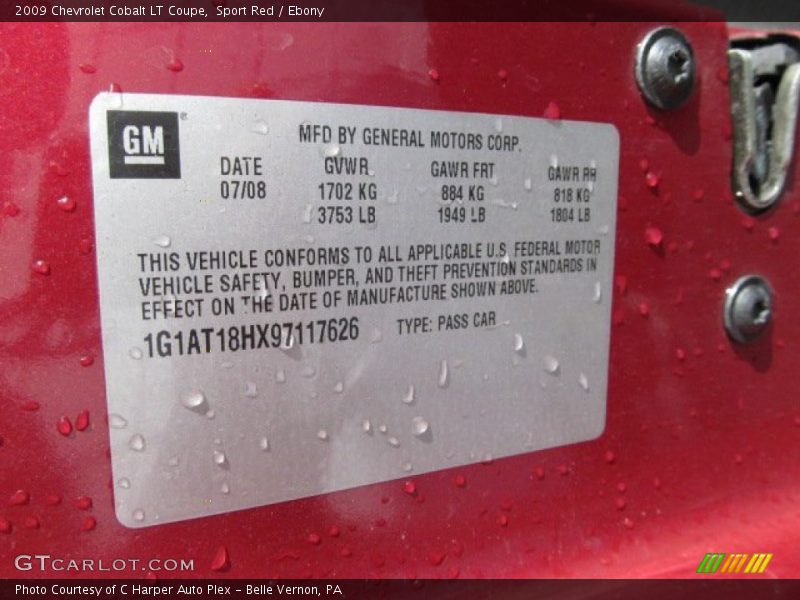 2009 Chevrolet Cobalt LT Coupe, Sport Red / Ebony
GM
MFD BY GENERAL MOTORS CORP.
DATE GVWR GAWR FRT GAWR RR
07/08 1702 KG 884 KG 818 KG
3753 LB 1949 LB 1804 LB
THIS VEHICLE CONFORMS TO ALL APPLICABLE U.S. FEDERAL MOTOR
VEHICLE SAFETY, BUMPER, AND THEFT PREVENTION STANDARDS IN
EFFECT ON THE DATE OF MANUFACTURE SHOWN ABOVE.
1G1AT18HX97117626 TYPE: PASS CAR
GTCARLOT.COM
Photo Courtesy of C Harper Auto Plex - Belle Vernon, PA